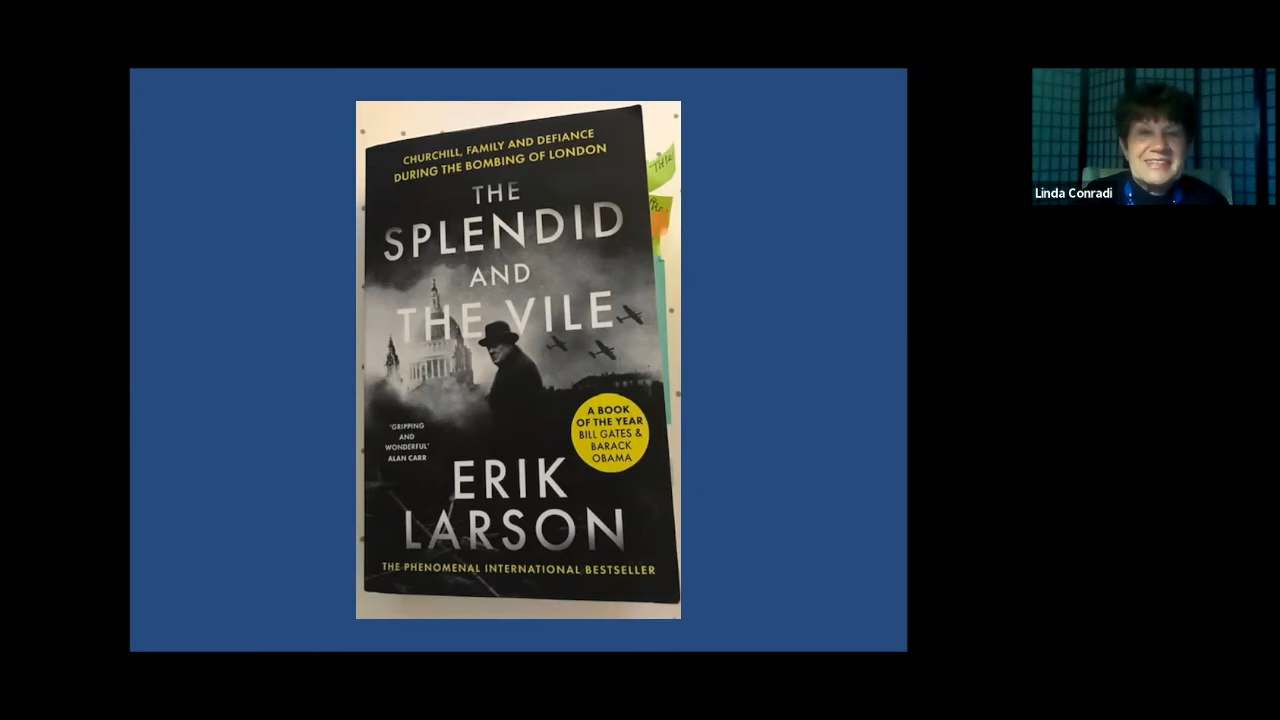 CHURCHILL, FAMILY AND DEFIANCE
DURING THE BOMBING OF LONDON
THE
SPLENDID
AND
THE VILE
'GRIPPING
AND
WONDERFUL'
ALAN CARR
A BOOK
OF THE YEAR
BILL GATES &
BARACK
OBAMA
ERIK
LARSON
THE PHENOMENAL INTERNATIONAL BESTSELLER
Linda Conradi